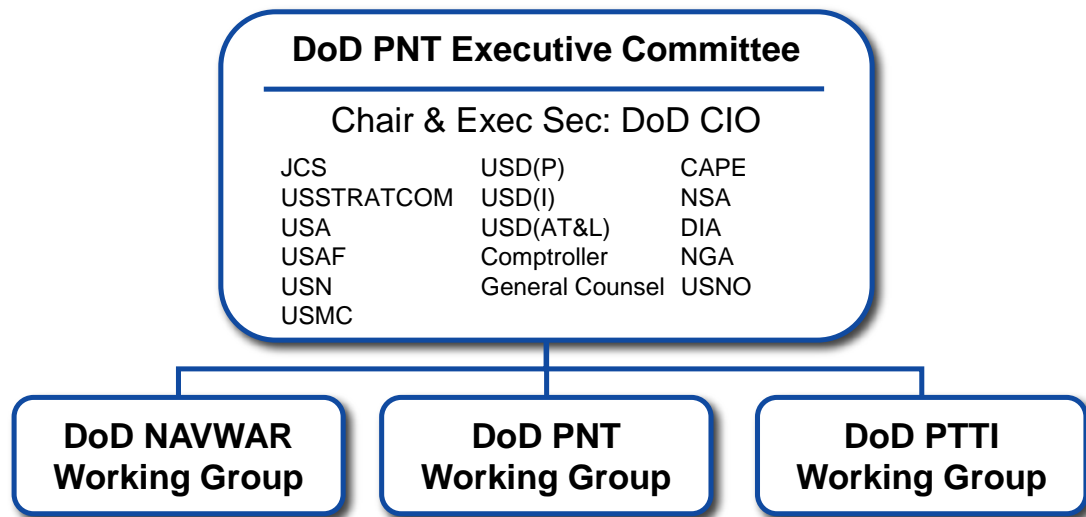 DoD PNT Executive Committee
Chair & Exec Sec: DoD CIO
JCS
USSTRATCOM
USA
USAF
USN
USMC
USD(P)
USD(I)
USD(AT&L)
Comptroller
General Counsel
CAPE
NSA
DIA
NGA
USNO
DoD NAVWAR
Working Group
DoD PNT
Working Group
DoD PTTI
Working Group